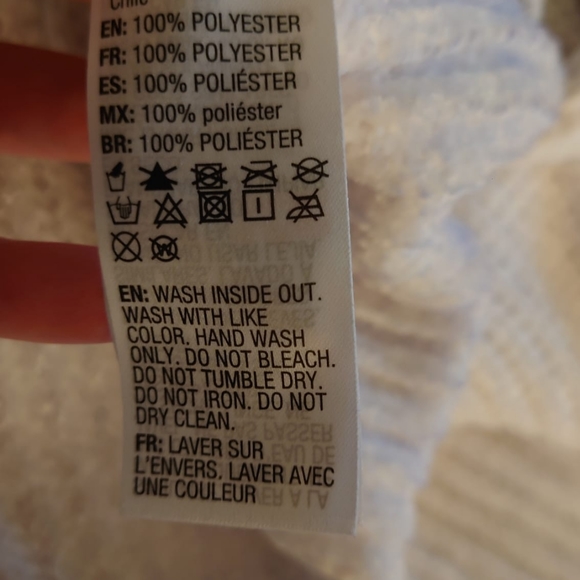 Chile
EN: 100% POLYESTER
FR: 100% POLYESTER
ES: 100% POLIÉSTER
MX: 100% poliéster
BR: 100% POLIÉSTER
W
EN: WASH INSIDE OUT.
WASH WITH LIKE
COLOR. HAND WASH
ONLY. DO NOT BLEACH.
DO NOT TUMBLE DRY.
DO NOT IRON. DO NOT
DRY CLEAN.
FR: LAVER SUR
L'ENVERS. LAVER AVEC
UNE COULEUR